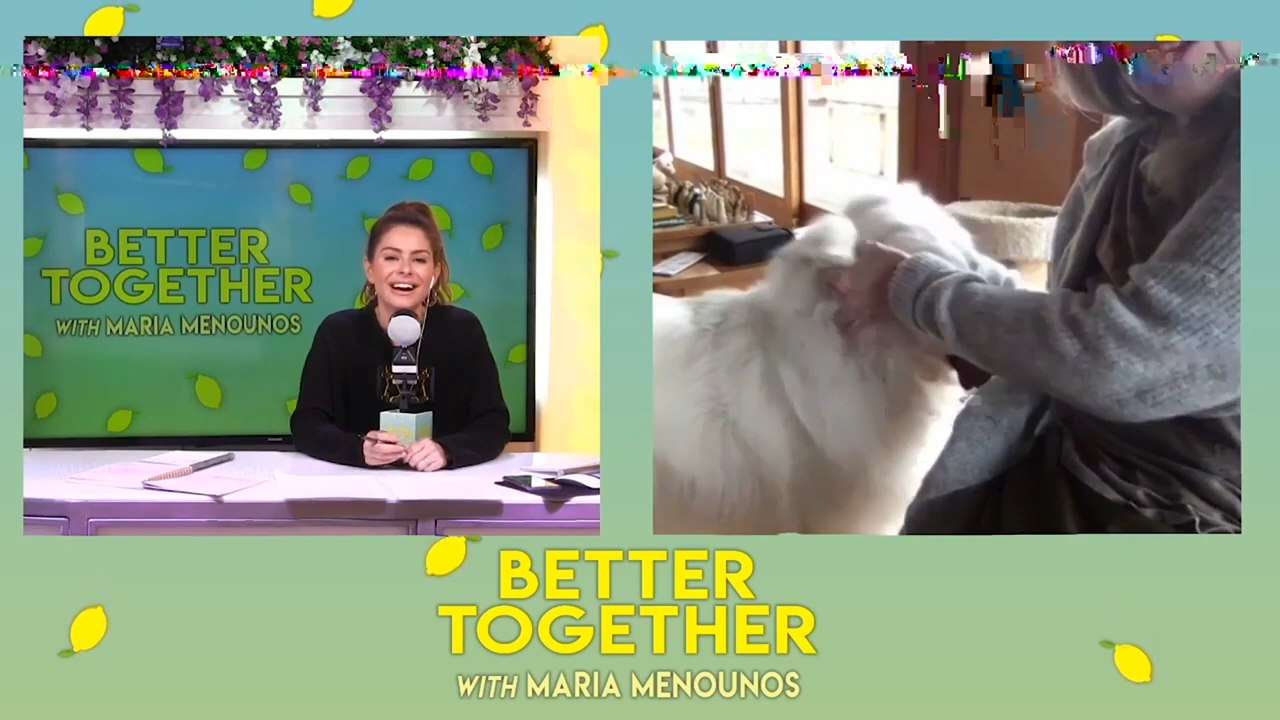 BETTER
TOGETHER
WITH MARIA MENOUNOS
BETTER
TOGETHER
WITH MARIA MENOUNOS